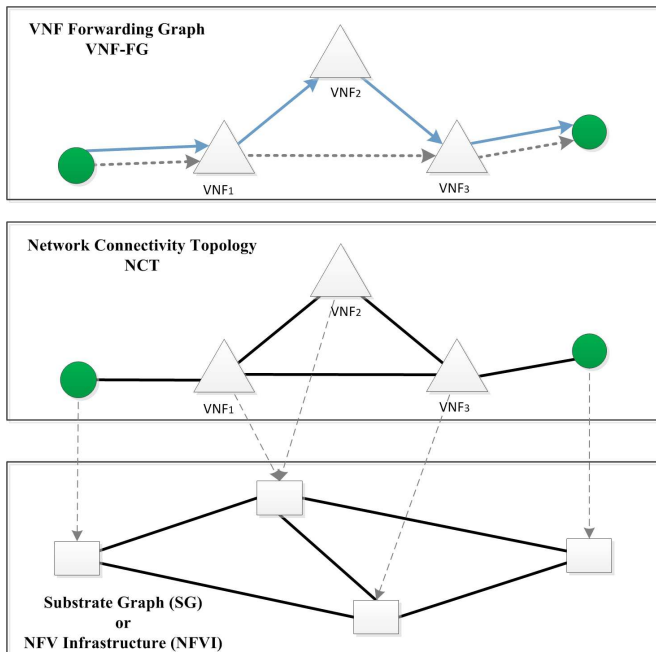 VNF Forwarding Graph
VNF-FG
VNF2
VNF1
VNF3
Network Connectivity Topology
NCT
VNF2
VNF1
VNF3
Substrate Graph (SG)
or
NFV Infrastructure (NFVI)